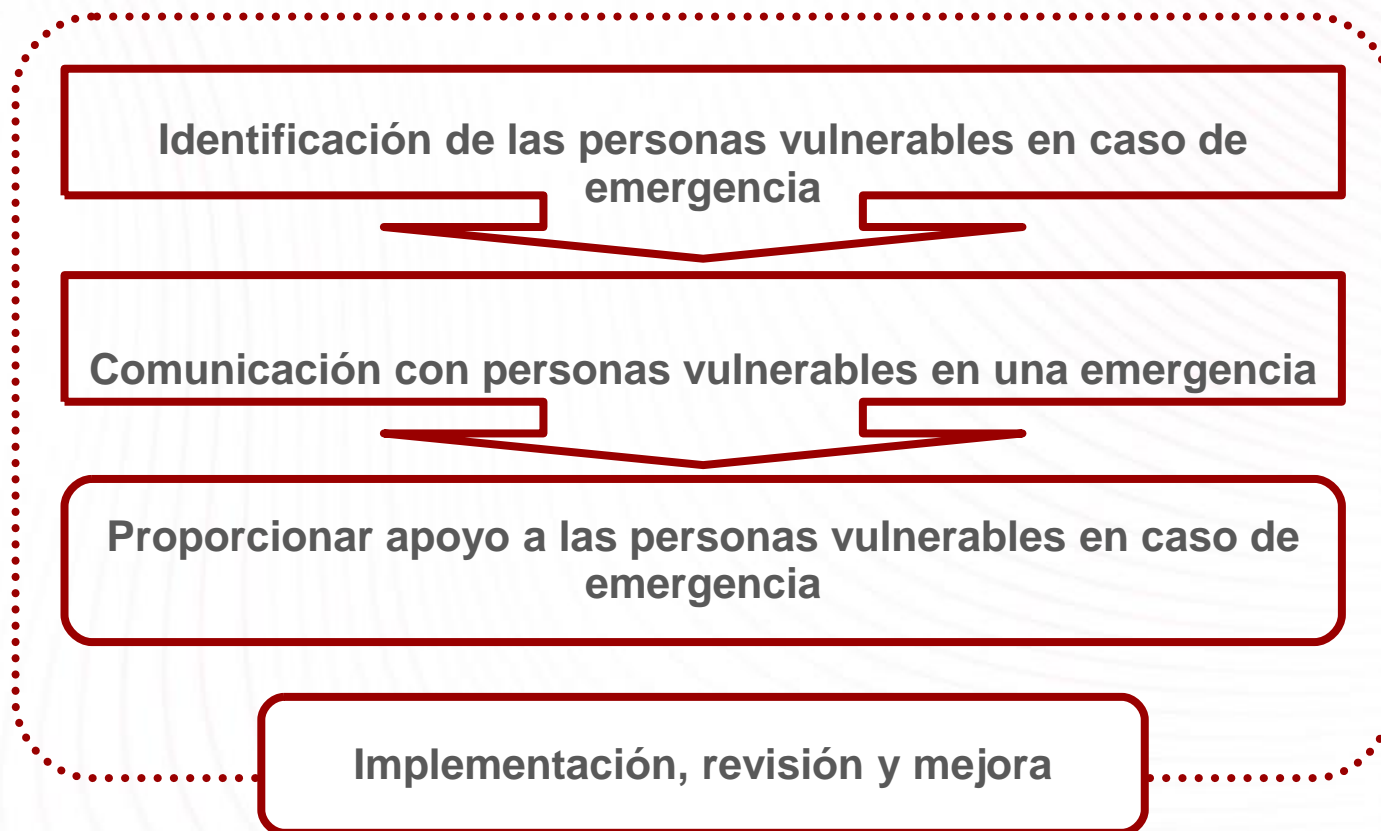 Identificación de las personas vulnerables en caso de
emergencia
Comunicación con personas vulnerables en una emergencia
Proporcionar apoyo a las personas vulnerables en caso de
emergencia
Implementación, revisión y mejora